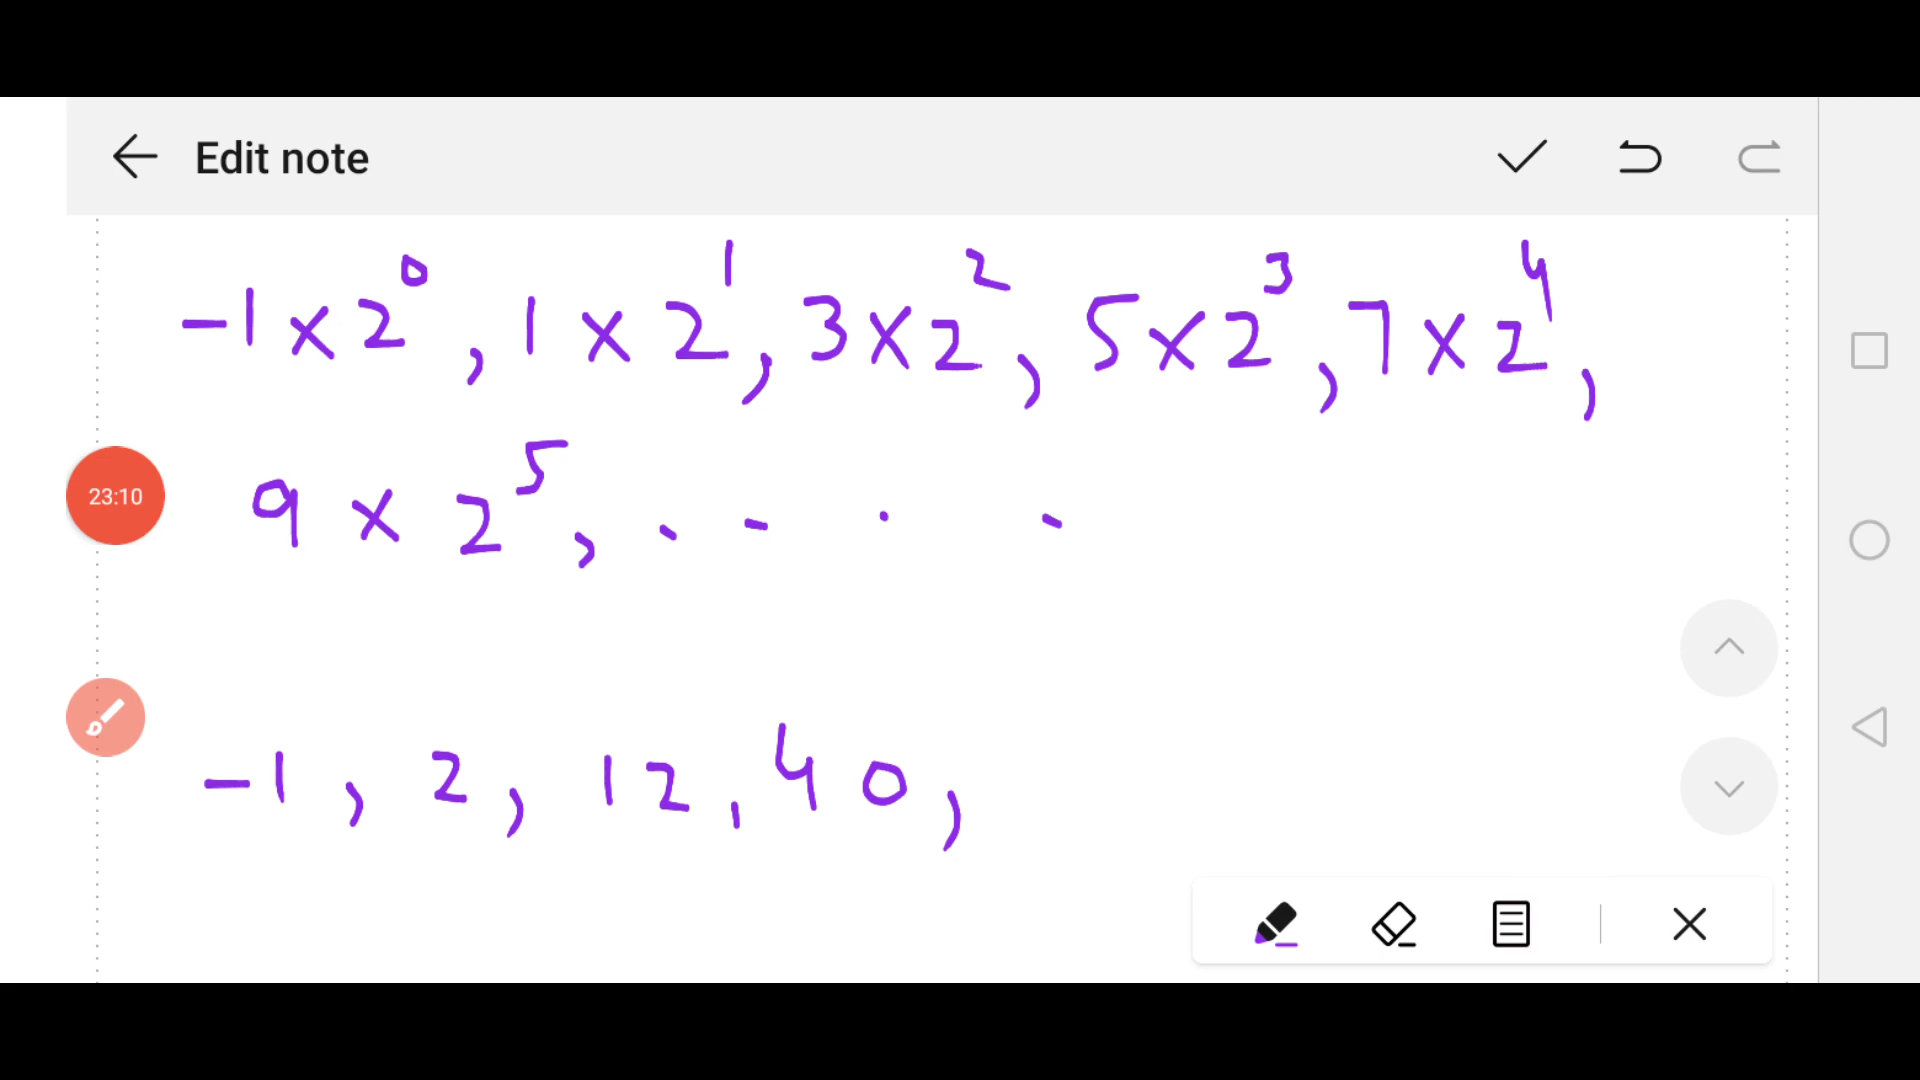 Edit note
-1 × 2⁰, 1 × 2¹, 3 × 2², 5 × 2³, 7 × 2⁴,
23:10
9 × 2⁵, . - . -
-1, 2, 12, 40,